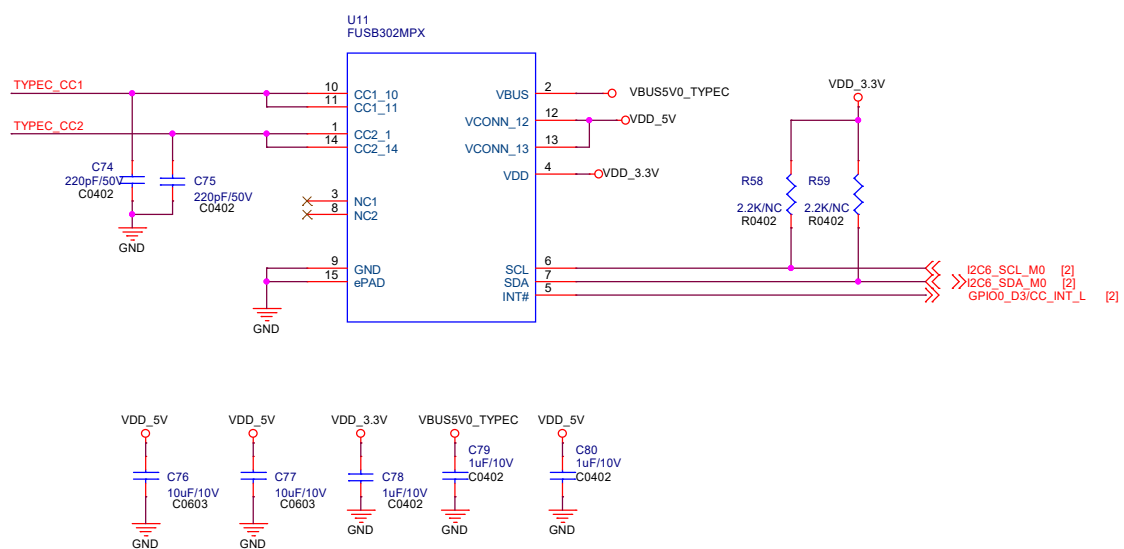 U11
FUSB302MPX
TYPEC_CC1
10
CC1_10
11
CC1_11
TYPEC_CC2
1
CC2_1
14
CC2_14
C74
220pF/50V
C0402
C75
220pF/50V
C0402
GND
3
NC1
8
NC2
9
GND
15
ePAD
GND
VBUS
2
VBUS5V0_TYPEC
VCONN_12
12
VDD_5V
VCONN_13
13
VDD
4
VDD_3.3V
VDD_3.3V
R58
2.2K/NC
R0402
R59
2.2K/NC
R0402
SCL
6
I2C6_SCL_M0 [2]
SDA
7
I2C6_SDA_M0 [2]
INT#
5
GPIO0_D3/CC_INT_L [2]
VDD_5V
C76
10uF/10V
C0603
GND
VDD_5V
C77
10uF/10V
C0603
GND
VDD_3.3V
C78
1uF/10V
C0402
GND
VBUS5V0_TYPEC
C79
1uF/10V
C0402
GND
VDD_5V
C80
1uF/10V
C0402
GND